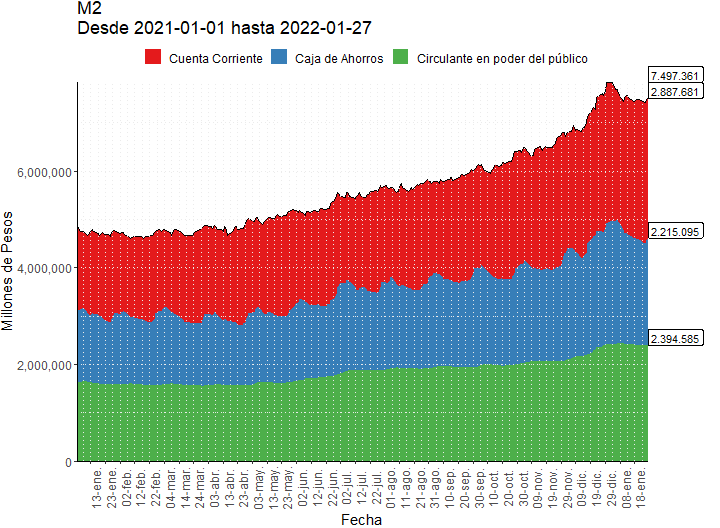 M2
Desde 2021-01-01 hasta 2022-01-27
Cuenta Corriente Caja de Ahorros Circulante en poder del público
7.497.361
2.887.681
2.215.095
2.394.585
6,000,000
4,000,000
2,000,000
0
Millones de Pesos
13-ene.
23-ene.
02-feb.
12-feb.
22-feb.
04-mar.
14-mar.
24-mar.
03-abr.
13-abr.
23-abr.
03-may.
13-may.
23-may.
02-jun.
12-jun.
22-jun.
02-jul.
12-jul.
22-jul.
01-ago.
11-ago.
21-ago.
31-ago.
10-sep.
20-sep.
30-sep.
10-oct.
20-oct.
30-oct.
09-nov.
19-nov.
29-nov.
09-dic.
19-dic.
29-dic.
08-ene.
18-ene.
Fecha